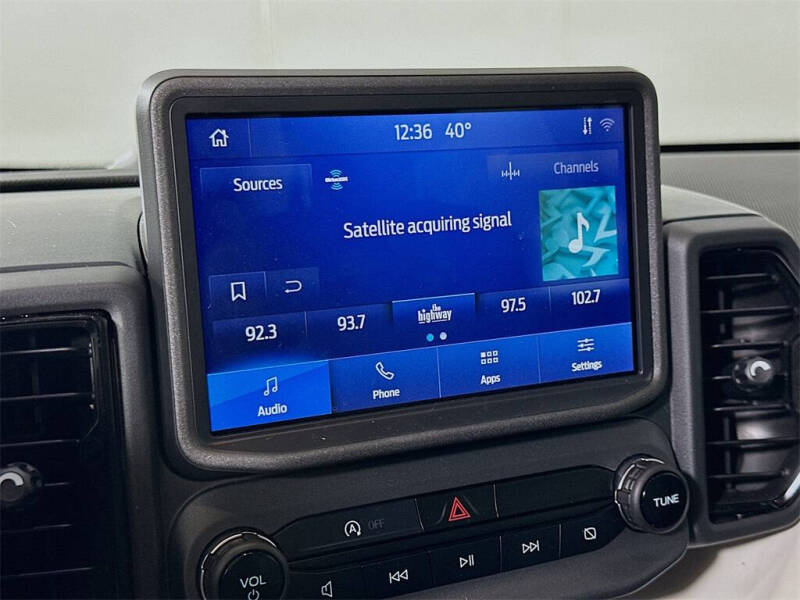 12:36 40°
Sources
SiriusXM
Channels
Satellite acquiring signal
92.3
93.7
the highway
97.5
102.7
Audio
Phone
Apps
Settings
A OFF
VOL
TUNE